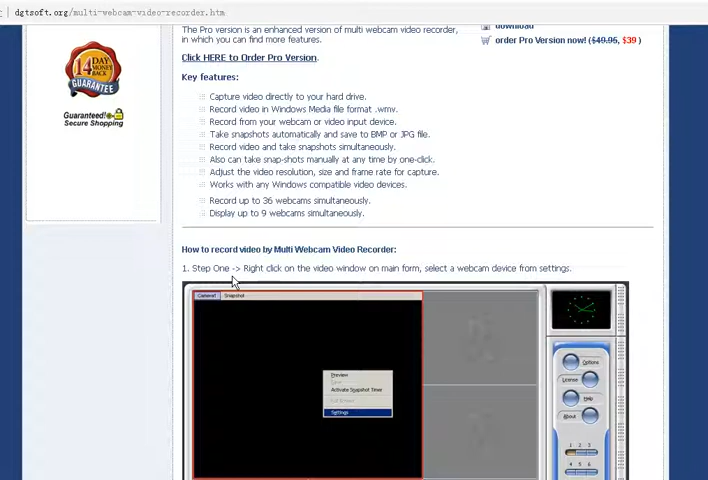 dgtsoft.org/multi-webcam-video-recorder.htm
download
The Pro version is an enhanced version of multi webcam video recorder,
in which you can find more features.
order Pro Version now! ($49.95, $39 )
Click HERE to Order Pro Version.
14 DAY
MONEY
BACK
GUARANTEE
Guaranteed!
Secure Shopping
Key features:
Capture video directly to your hard drive.
Record video in Windows Media file format .wmv.
Record from your webcam or video input device.
Take snapshots automatically and save to BMP or JPG file.
Record video and take snapshots simultaneously.
Also can take snap-shots manually at any time by one-click.
Adjust the video resolution, size and frame rate for capture.
Works with any Windows compatible video devices.
Record up to 36 webcams simultaneously.
Display up to 9 webcams simultaneously.
How to record video by Multi Webcam Video Recorder:
1. Step One -> Right click on the video window on main form, select a webcam device from settings.
Camera1 Snapshot
Preview
Activate Snapshot Timer
Full Screen
Settings
Options
License
Help
About
1 2 3
4 5 6